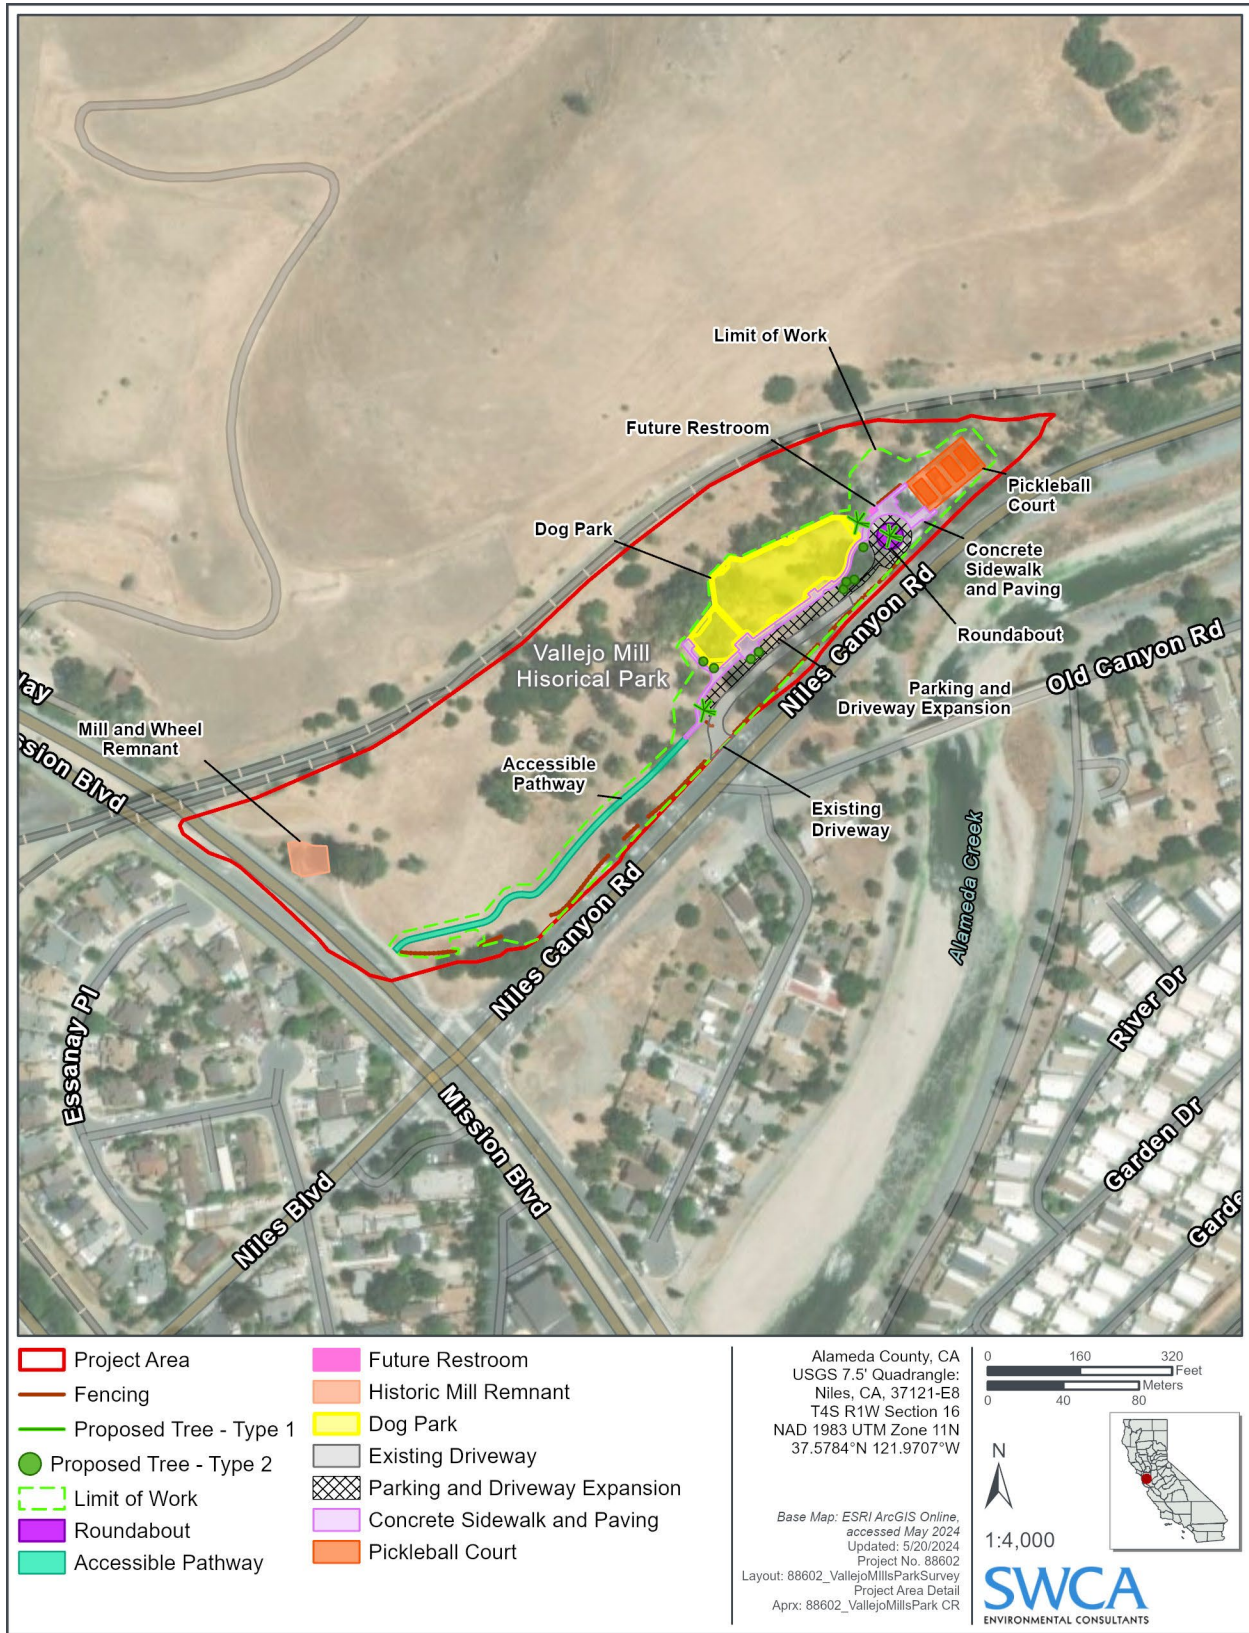 Limit of Work
Future Restroom
Pickleball
Court
Dog Park
Concrete
Sidewalk
and Paving
Roundabout
Niles Canyon Rd
Old Canyon Rd
Vallejo Mill
Hisorical Park
Parking and
Driveway Expansion
Mill and Wheel
Remnant
Accessible
Pathway
Existing
Driveway
Mission Blvd
Alameda Creek
Niles Canyon Rd
Essanay Pl
River Dr
Mission Blvd
Garden Dr
Niles Blvd
Project Area
Fencing
Proposed Tree - Type 1
Proposed Tree - Type 2
Limit of Work
Roundabout
Accessible Pathway
Future Restroom
Historic Mill Remnant
Dog Park
Existing Driveway
Parking and Driveway Expansion
Concrete Sidewalk and Paving
Pickleball Court
Alameda County, CA
USGS 7.5' Quadrangle:
Niles, CA, 37121-E8
T4S R1W Section 16
NAD 1983 UTM Zone 11N
37.5784°N 121.9707°W
Base Map: ESRI ArcGIS Online,
accessed May 2024
Updated: 5/20/2024
Project No. 88602
Layout: 88602_VallejoMIllsParkSurvey
Project Area Detail
Aprx: 88602_VallejoMillsPark CR
0 160 320
Feet
Meters
0 40 80
N
1:4,000
SWCA
ENVIRONMENTAL CONSULTANTS